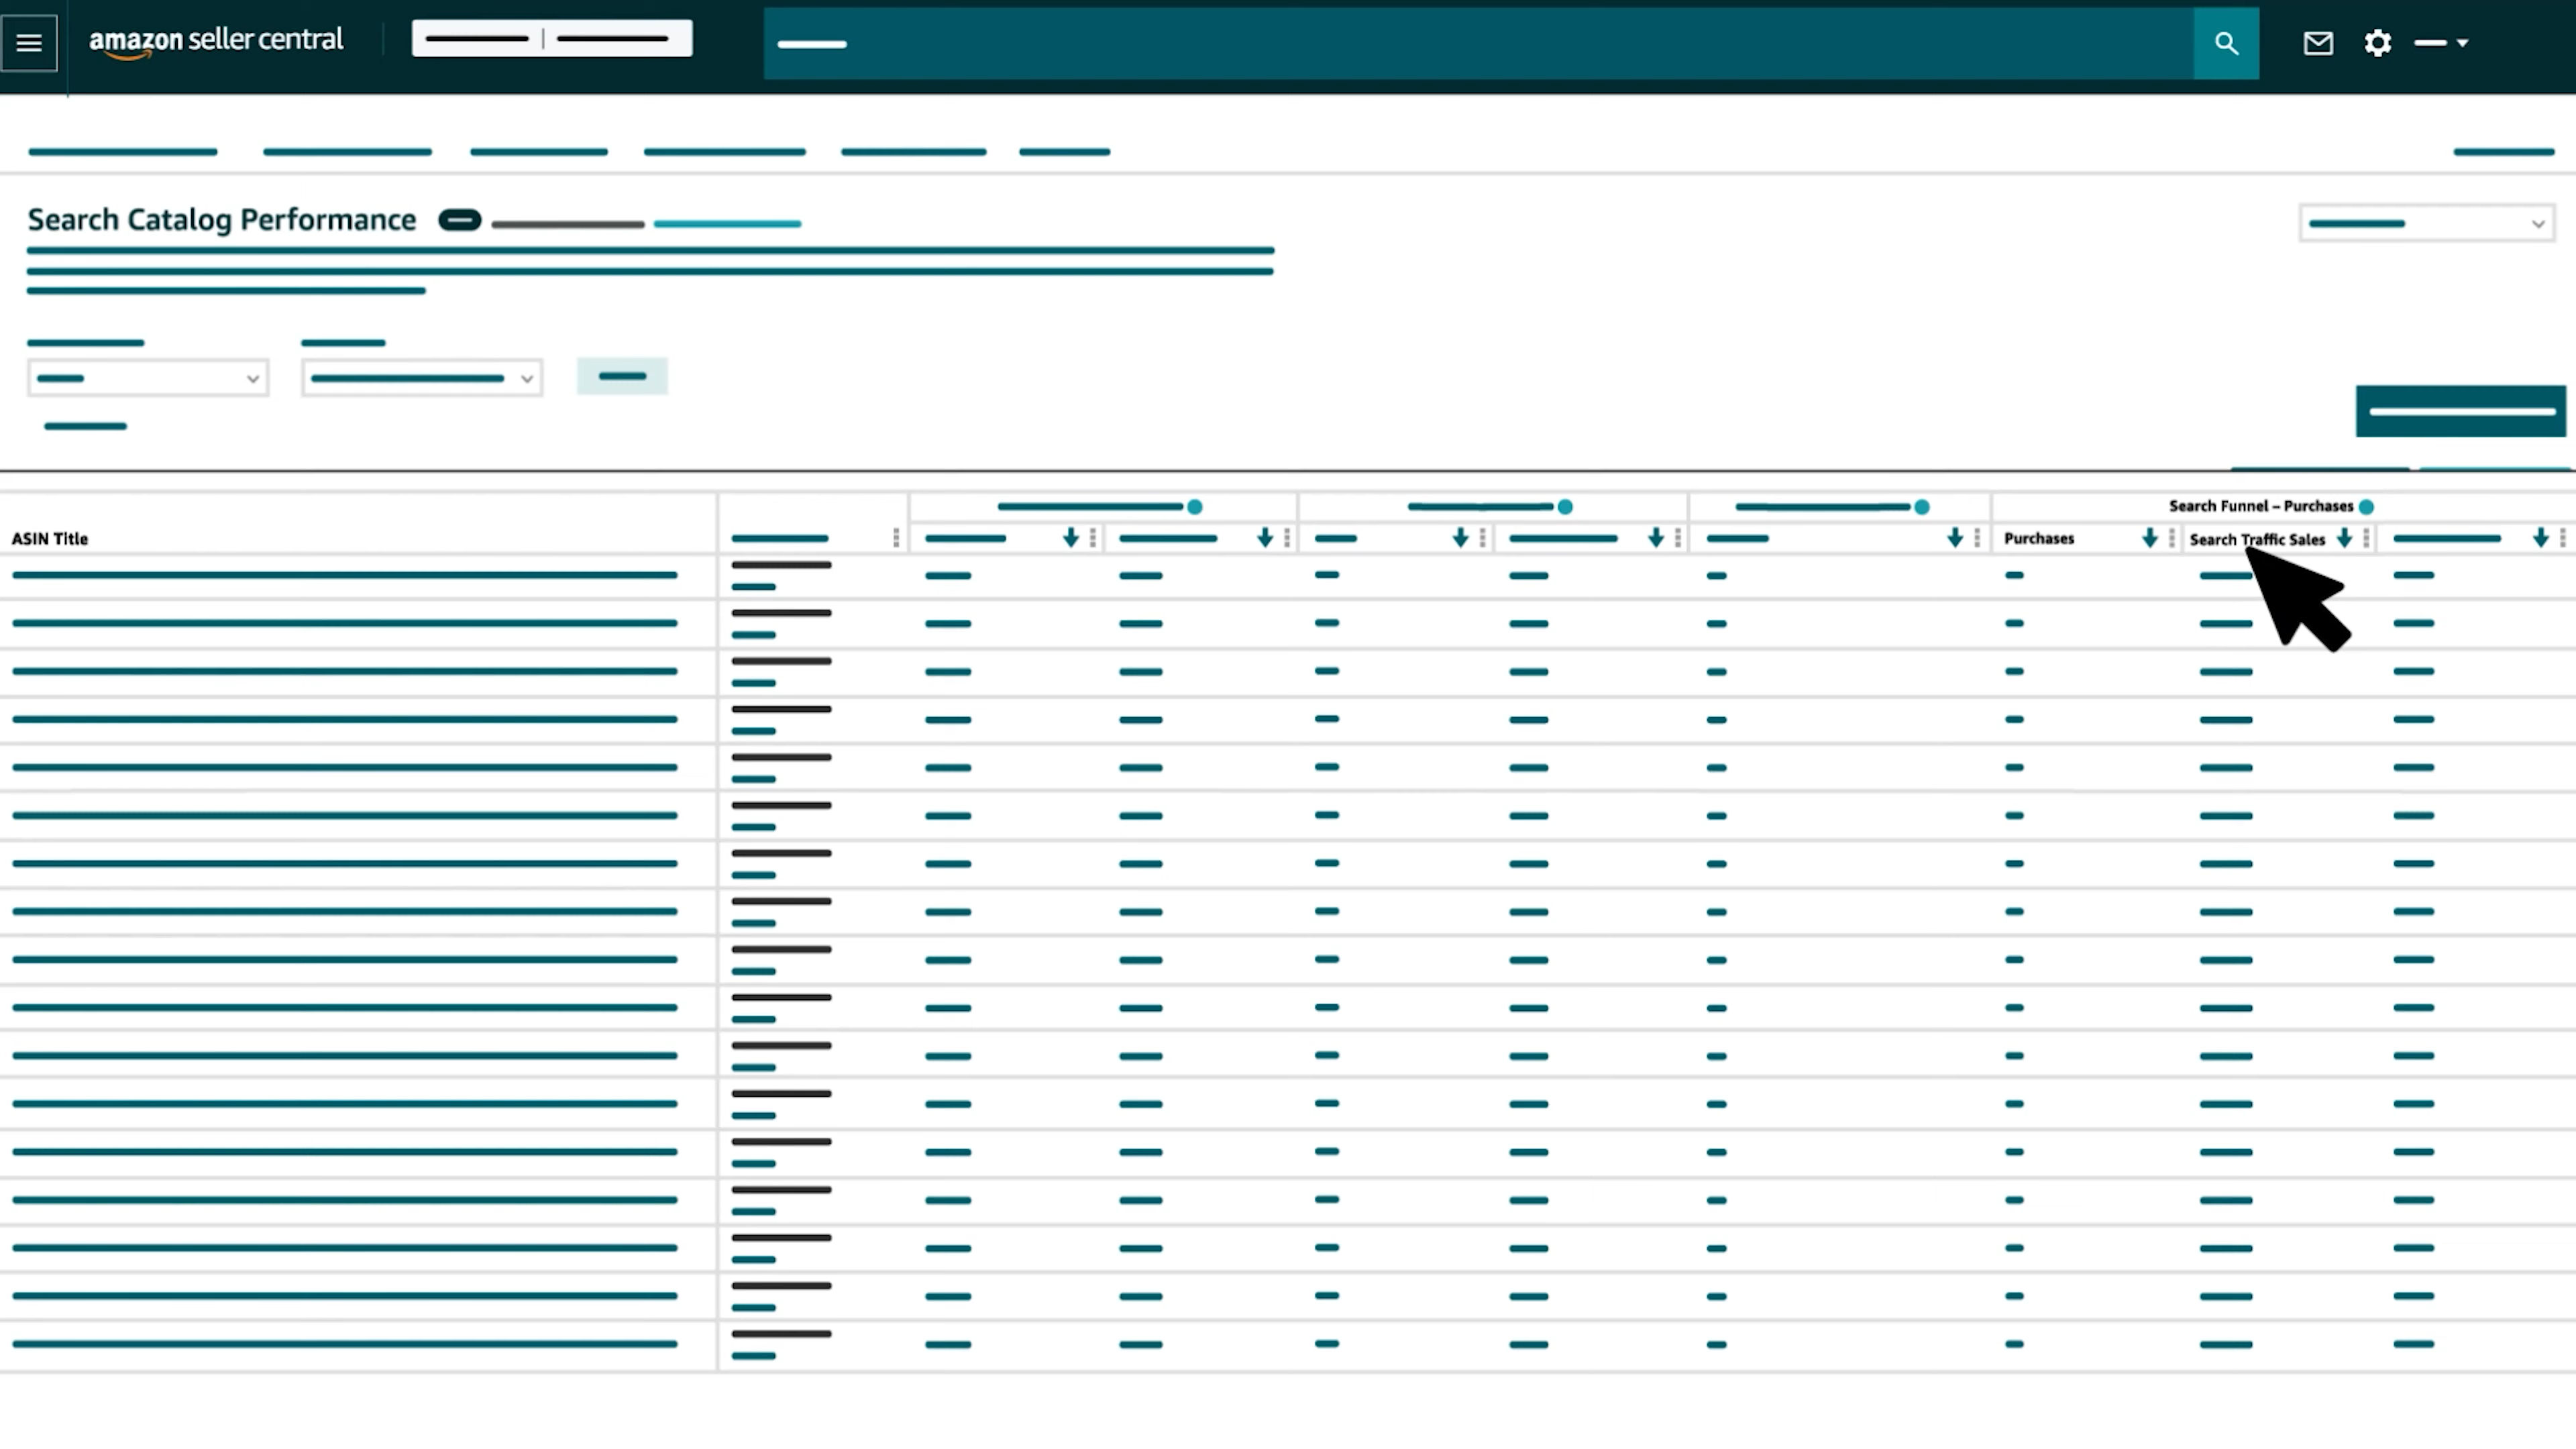 amazon seller central
Search Catalog Performance
Search Funnel – Purchases
ASIN Title
Purchases
Search Traffic Sales